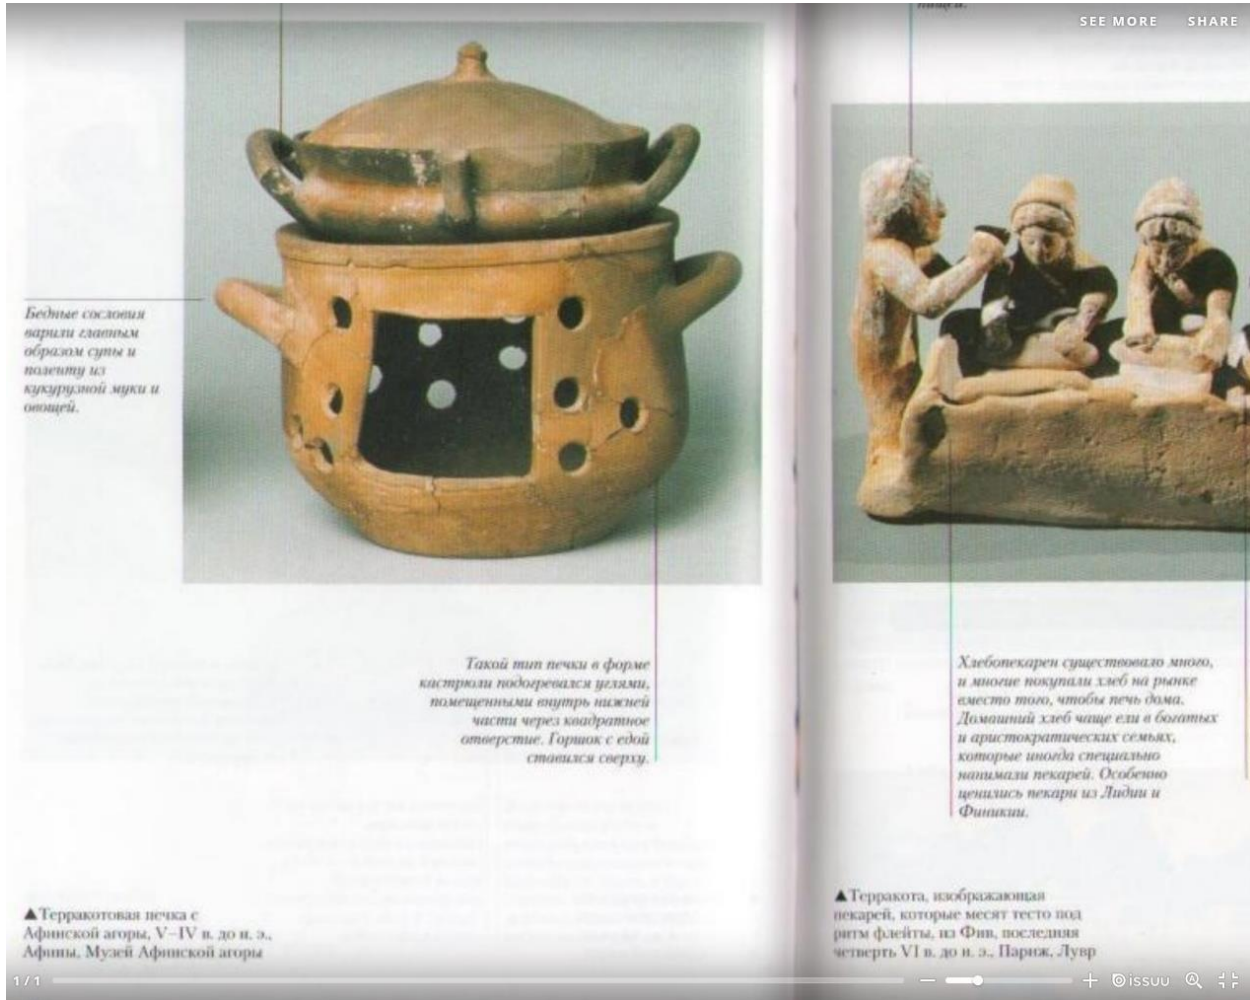 SEE MORE SHARE
Бедные сословия
варили главным
образом супы и
поленту из
кукурузной муки и
овощей.
Такой тип печки в форме
кастрюли подогревался углями,
помещенными внутрь нижней
части через квадратное
отверстие. Горшок с едой
ставился сверху.
▲Терракотовая печка с
Афинской агоры, V–IV в. до н. э.,
Афины, Музей Афинской агоры
Хлебопекарен существовало много,
и многие покупали хлеб на рынке
вместо того, чтобы печь дома.
Домашний хлеб чаще ели в богатых
и аристократических семьях,
которые иногда специально
нанимали пекарей. Особенно
ценились пекари из Лидии и
Финикии.
▲Терракота, изображающая
пекарей, которые месят тесто под
ритм флейты, из Фив, последняя
четверть VI в. до н. э., Париж, Лувр
1 / 1
issuu